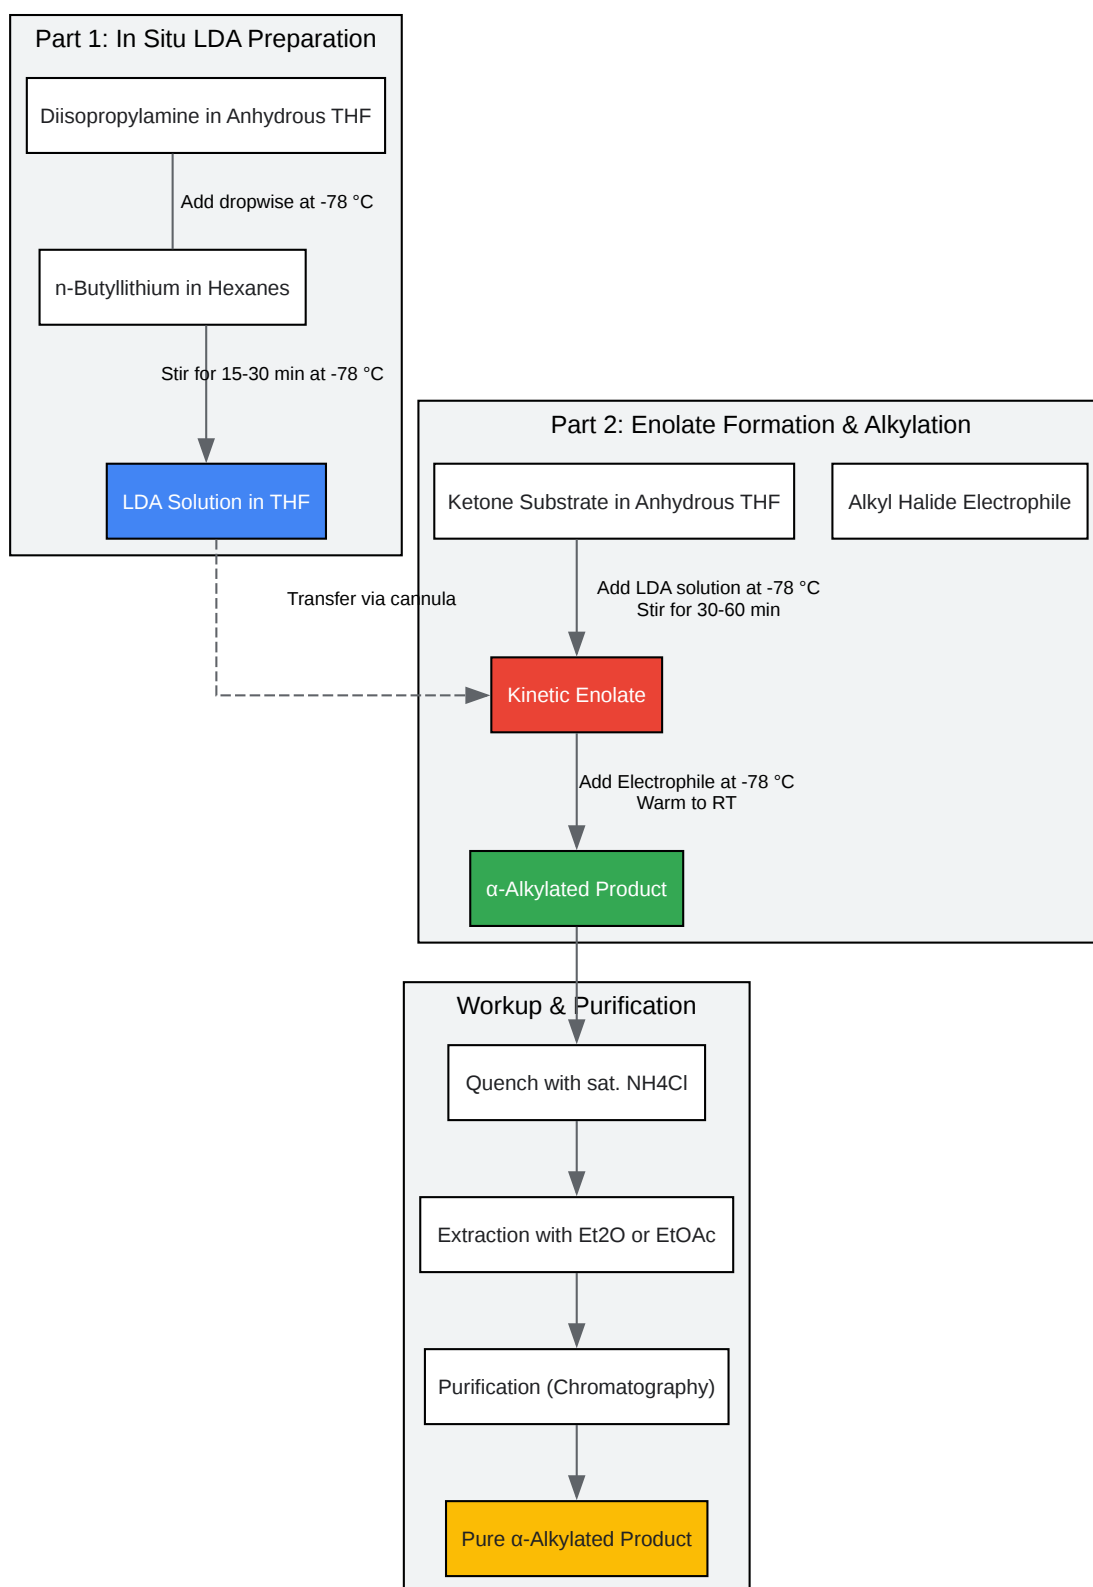 Part 1: In Situ LDA Preparation
Diisopropylamine in Anhydrous THF
Add dropwise at -78 °C
n-Butyllithium in Hexanes
Stir for 15-30 min at -78 °C
LDA Solution in THF
Transfer via cannula
Part 2: Enolate Formation & Alkylation
Ketone Substrate in Anhydrous THF
Alkyl Halide Electrophile
Add LDA solution at -78 °C
Stir for 30-60 min
Kinetic Enolate
Add Electrophile at -78 °C
Warm to RT
α-Alkylated Product
Workup & Purification
Quench with sat. NH4Cl
Extraction with Et2O or EtOAc
Purification (Chromatography)
Pure α-Alkylated Product